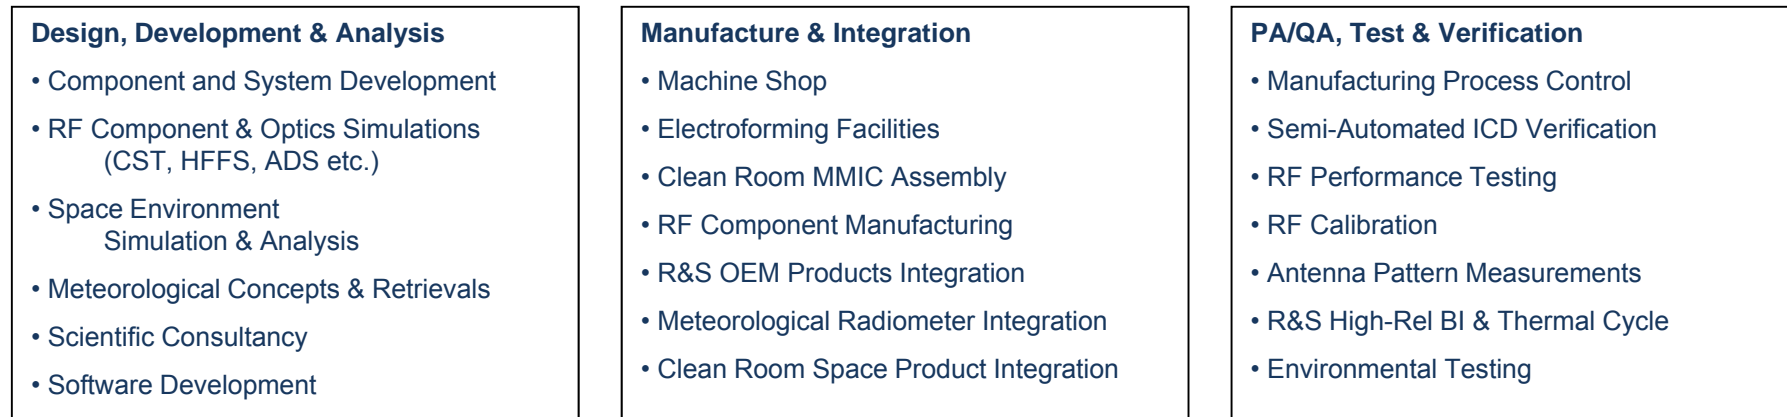 Design, Development & Analysis
• Component and System Development
• RF Component & Optics Simulations
(CST, HFFS, ADS etc.)
• Space Environment
Simulation & Analysis
• Meteorological Concepts & Retrievals
• Scientific Consultancy
• Software Development
Manufacture & Integration
• Machine Shop
• Electroforming Facilities
• Clean Room MMIC Assembly
• RF Component Manufacturing
• R&S OEM Products Integration
• Meteorological Radiometer Integration
• Clean Room Space Product Integration
PA/QA, Test & Verification
• Manufacturing Process Control
• Semi-Automated ICD Verification
• RF Performance Testing
• RF Calibration
• Antenna Pattern Measurements
• R&S High-Rel BI & Thermal Cycle
• Environmental Testing